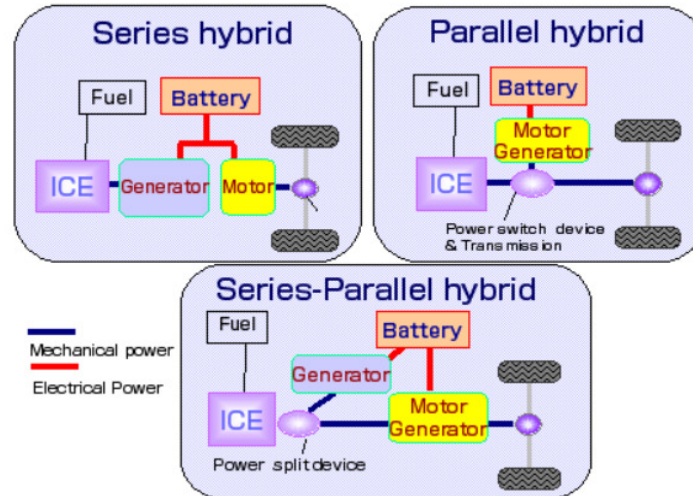 Series hybrid
Fuel
Battery
ICE
Generator
Motor
Parallel hybrid
Fuel
Battery
Motor
Generator
ICE
Power switch device
& Transmission
Series-Parallel hybrid
Fuel
Battery
Generator
ICE
Motor
Generator
Power split device
Mechanical power
Electrical Power